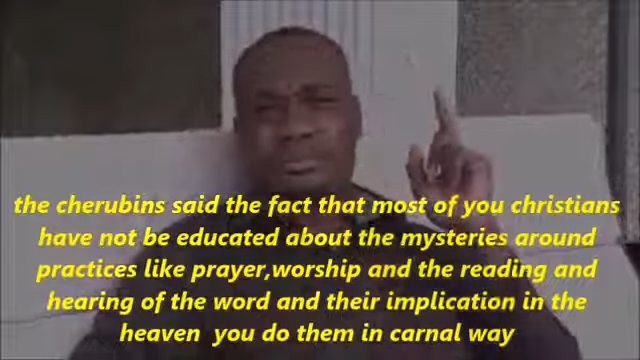 the cherubins said the fact that most of you christians
have not be educated about the mysteries around
practices like prayer,worship and the reading and
hearing of the word and their implication in the
heaven you do them in carnal way